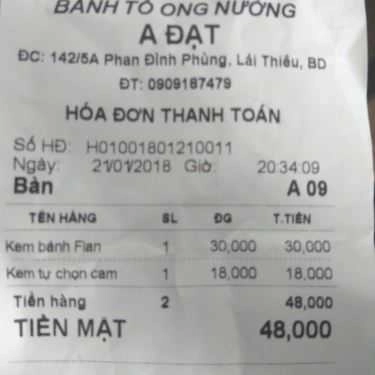 BÁNH TỔ ONG NƯỚNG
A ĐẠT
ĐC: 142/5A Phan Đình Phùng, Lái Thiêu, BD
ĐT: 0909187479
HÓA ĐƠN THANH TOÁN
Số HĐ: H01001801210011
Ngày: 21/01/2018 Giờ: 20:34:09
Bàn A 09
TÊN HÀNG SL ĐG T.TIỀN
Kem bánh Flan 1 30,000 30,000
Kem tự chọn cam 1 18,000 18,000
Tiền hàng 2 48,000
TIỀN MẶT 48,000